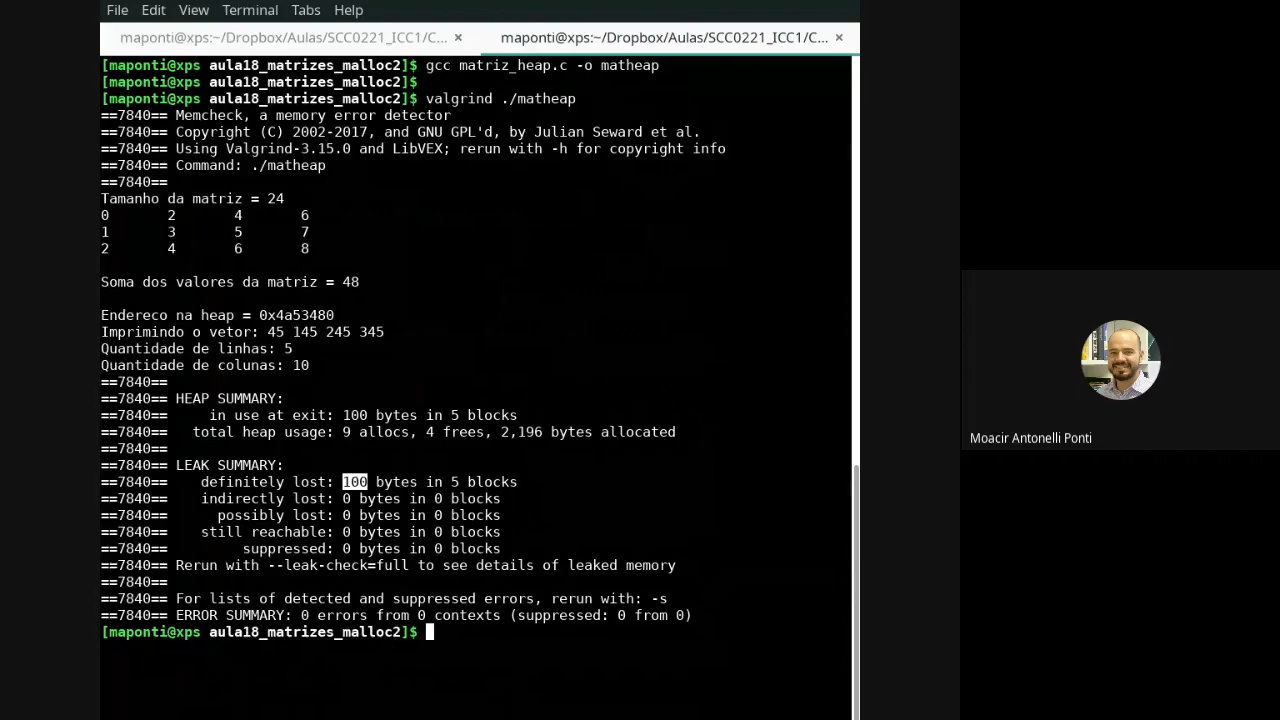 File Edit View Terminal Tabs Help
maponti@xps:~/Dropbox/Aulas/SCC0221_ICC1/C... × maponti@xps:~/Dropbox/Aulas/SCC0221_ICC1/C... ×
[maponti@xps aula18_matrizes_malloc2]$ gcc matriz_heap.c -o matheap
[maponti@xps aula18_matrizes_malloc2]$
[maponti@xps aula18_matrizes_malloc2]$ valgrind ./matheap
==7840== Memcheck, a memory error detector
==7840== Copyright (C) 2002-2017, and GNU GPL'd, by Julian Seward et al.
==7840== Using Valgrind-3.15.0 and LibVEX; rerun with -h for copyright info
==7840== Command: ./matheap
==7840==
Tamanho da matriz = 24
0 2 4 6
1 3 5 7
2 4 6 8
Soma dos valores da matriz = 48
Endereco na heap = 0x4a53480
Imprimindo o vetor: 45 145 245 345
Quantidade de linhas: 5
Quantidade de colunas: 10
==7840==
==7840== HEAP SUMMARY:
==7840== in use at exit: 100 bytes in 5 blocks
==7840== total heap usage: 9 allocs, 4 frees, 2,196 bytes allocated
==7840==
==7840== LEAK SUMMARY:
==7840== definitely lost: 100 bytes in 5 blocks
==7840== indirectly lost: 0 bytes in 0 blocks
==7840== possibly lost: 0 bytes in 0 blocks
==7840== still reachable: 0 bytes in 0 blocks
==7840== suppressed: 0 bytes in 0 blocks
==7840== Rerun with --leak-check=full to see details of leaked memory
==7840==
==7840== For lists of detected and suppressed errors, rerun with: -s
==7840== ERROR SUMMARY: 0 errors from 0 contexts (suppressed: 0 from 0)
[maponti@xps aula18_matrizes_malloc2]$
Moacir Antonelli Ponti